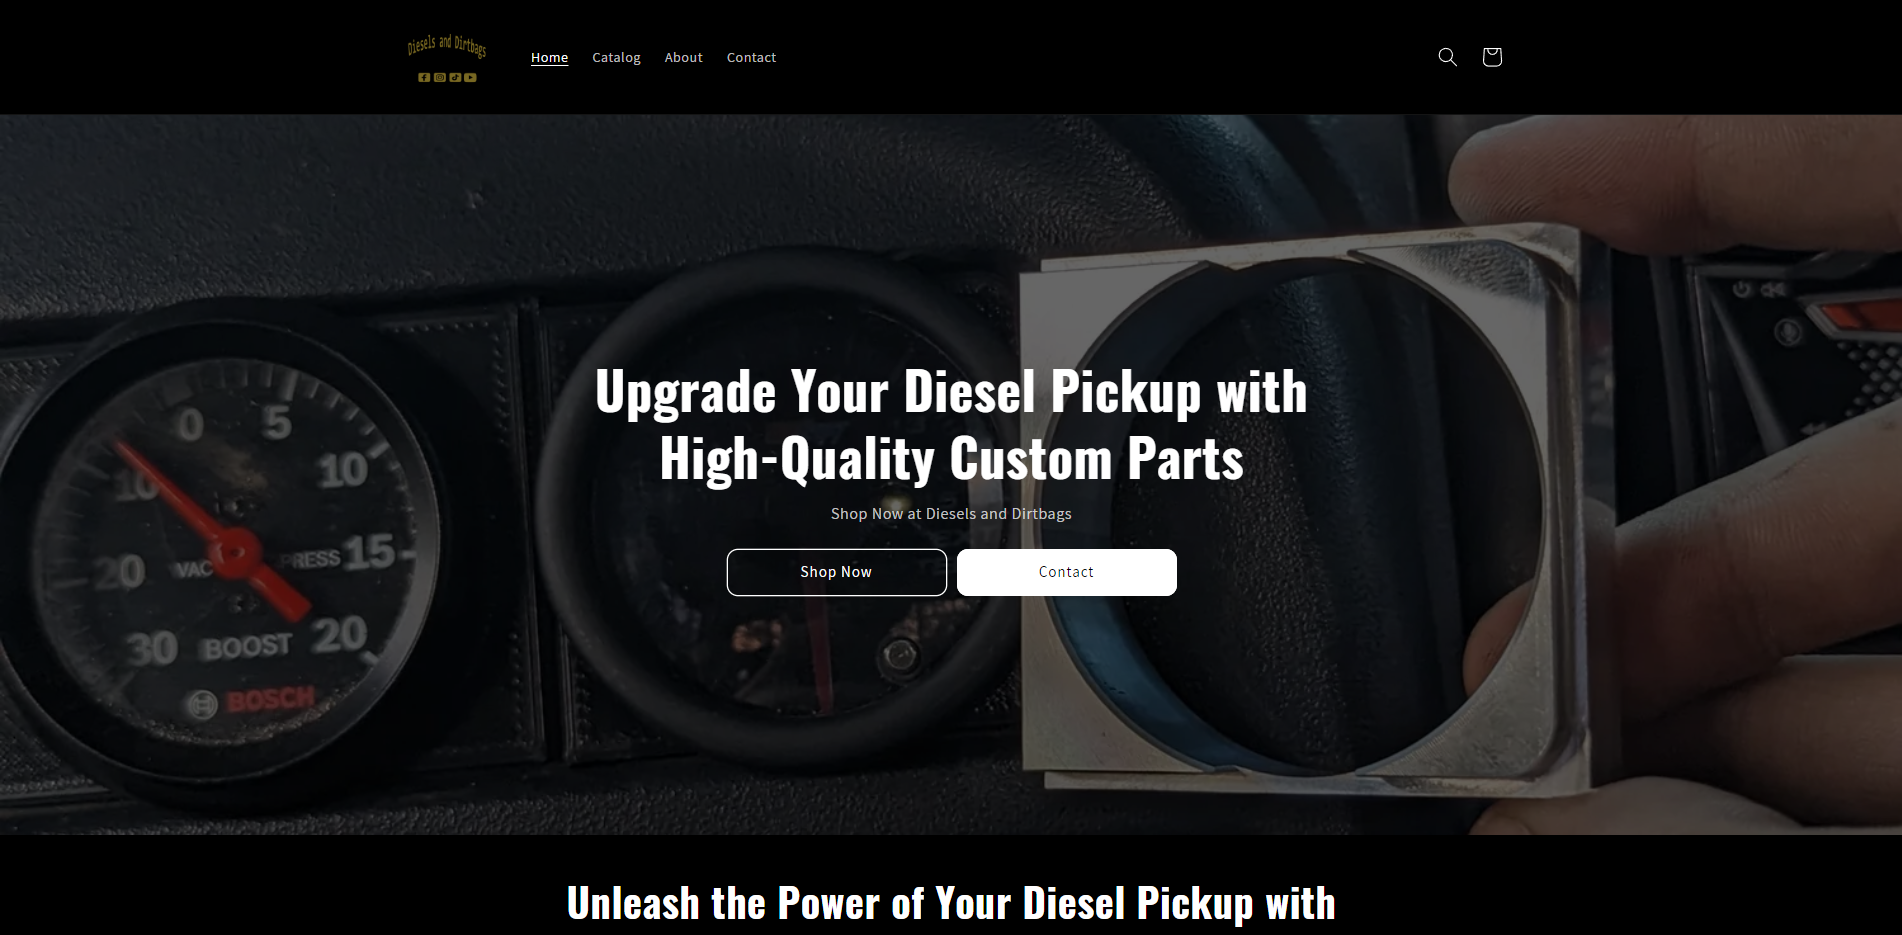 Diesels and Dirtbags
Home
Catalog
About
Contact
Upgrade Your Diesel Pickup with
High-Quality Custom Parts
Shop Now at Diesels and Dirtbags
Shop Now
Contact
0 5
10 10
20 VAC PRESS 15
30 BOOST 20
BOSCH
Unleash the Power of Your Diesel Pickup with